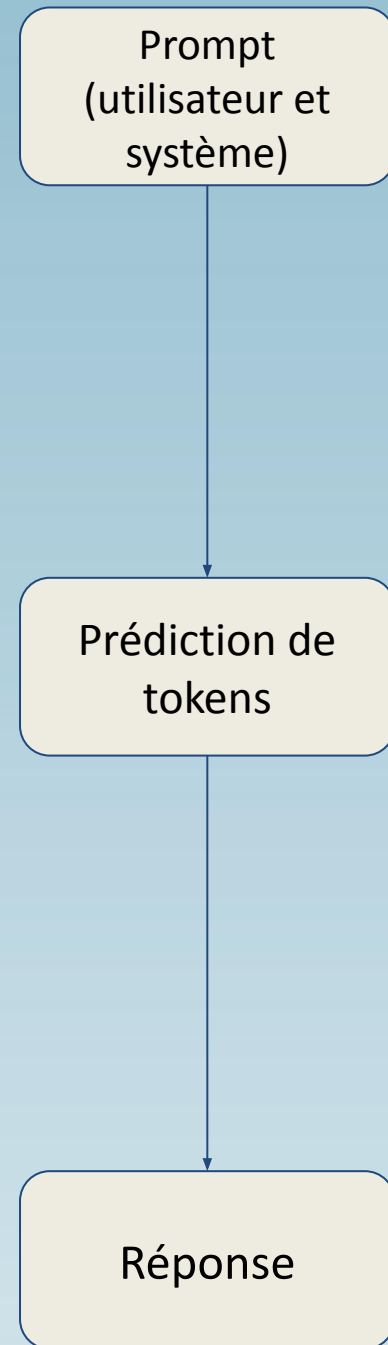 Prompt
(utilisateur et
système)
Prédiction de
tokens
Réponse